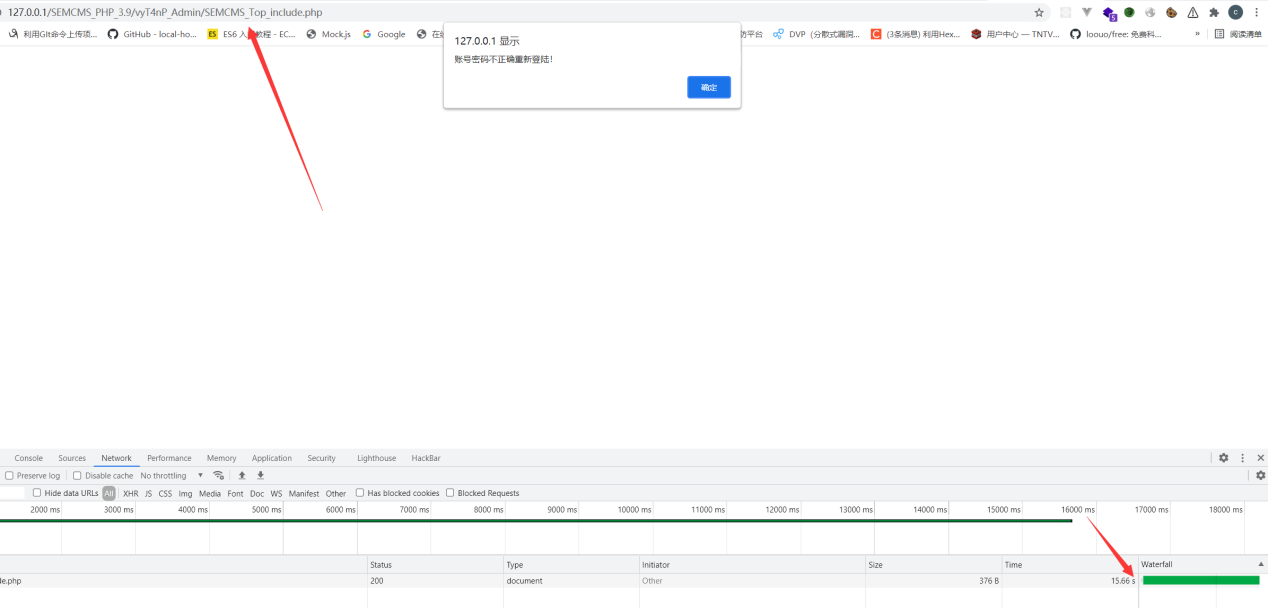 127.0.0.1/SEMCMS_PHP_3.9/vyT4nP_Admin/SEMCMS_Top_include.php
5 C
利用GIt命令上传项... GitHub - local-ho... ES ES6 入 教程 - EC... Mock.js Google 在 方平台 DVP（分散式漏洞... C (3条消息) 利用Hex... 用户中心 — TNTV... loouo/free: 免费科... » 阅读清单
127.0.0.1 显示
账号密码不正确重新登陆!
确定
Console Sources Network Performance Memory Application Security Lighthouse HackBar
Preserve log Disable cache No throttling
Hide data URLs All XHR JS CSS Img Media Font Doc WS Manifest Other Has blocked cookies Blocked Requests
2000 ms 3000 ms 4000 ms 5000 ms 6000 ms 7000 ms 8000 ms 9000 ms 10000 ms 11000 ms 12000 ms 13000 ms 14000 ms 15000 ms 16000 ms 17000 ms 18000 ms
Status Type Initiator Size Time Waterfall
de.php 200 document Other 376 B 15.66 s